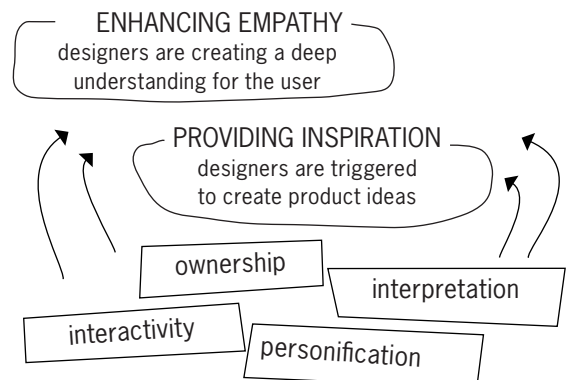 ENHANCING EMPATHY
designers are creating a deep
understanding for the user
PROVIDING INSPIRATION
designers are triggered
to create product ideas
ownership
interpretation
interactivity
personification